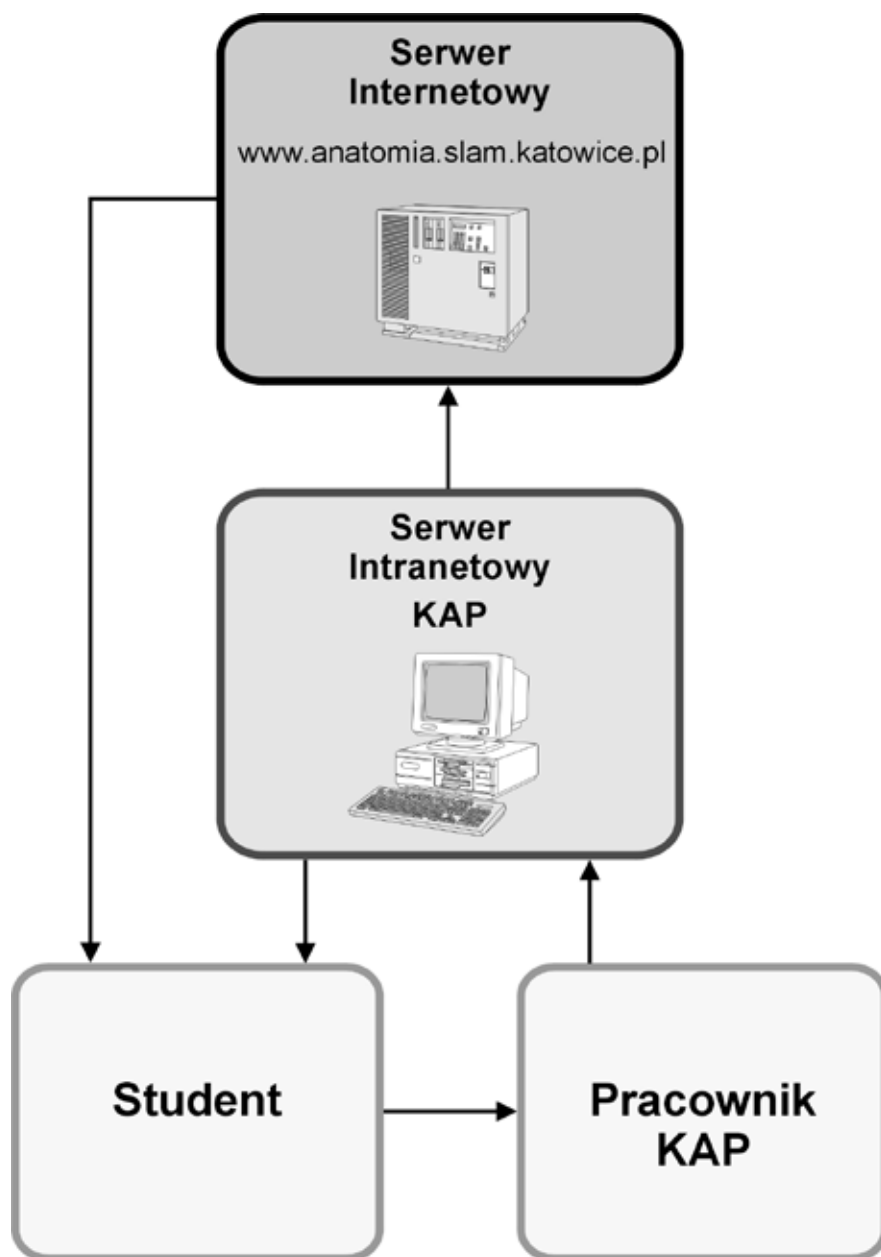 Serwer
Internetowy
www.anatomia.slam.katowice.pl
Serwer
Intranetowy
KAP
Student
Pracownik
KAP